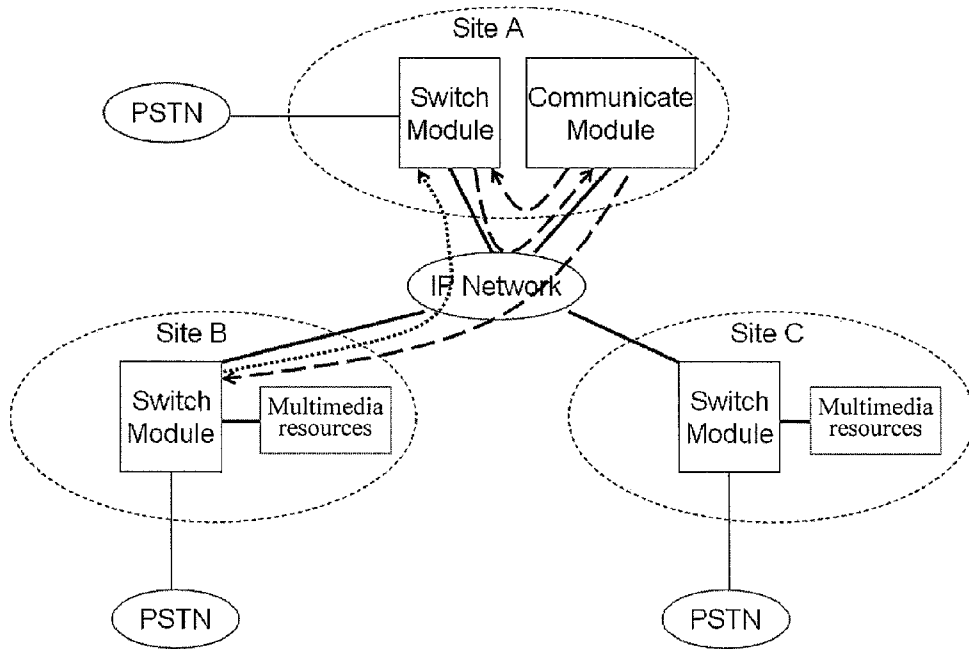 Site A
Switch
Module
Communicate
Module
PSTN
IP Network
Site B
Switch
Module
Multimedia
resources
PSTN
Site C
Switch
Module
Multimedia
resources
PSTN